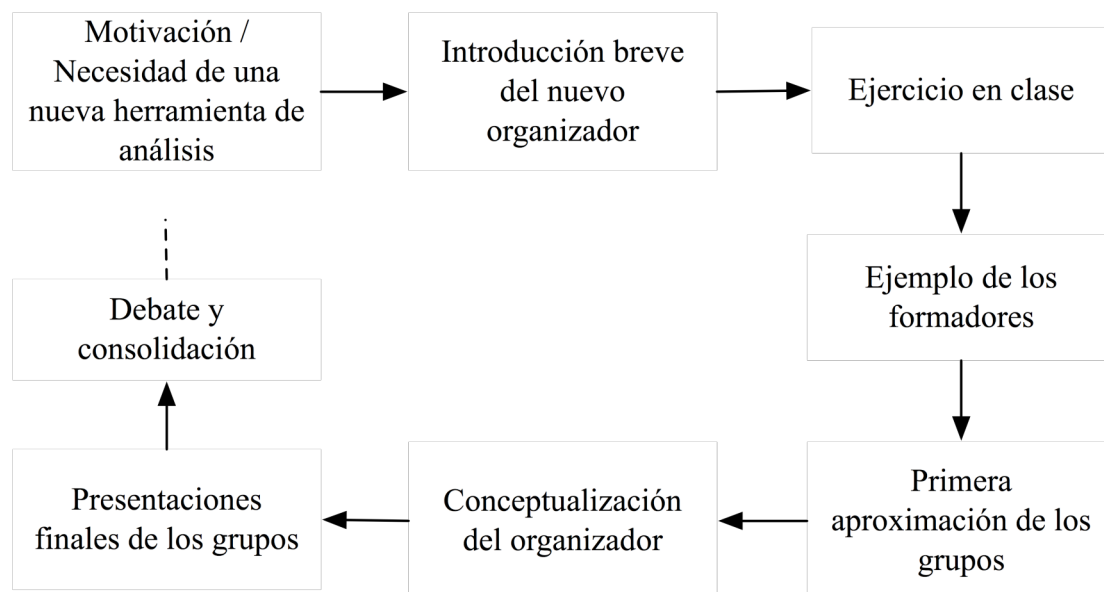 Motivación /
Necesidad de una
nueva herramienta de
análisis
Introducción breve
del nuevo
organizador
Ejercicio en clase
Ejemplo de los
formadores
Primera
aproximación de los
grupos
Conceptualización
del organizador
Presentaciones
finales de los grupos
Debate y
consolidación